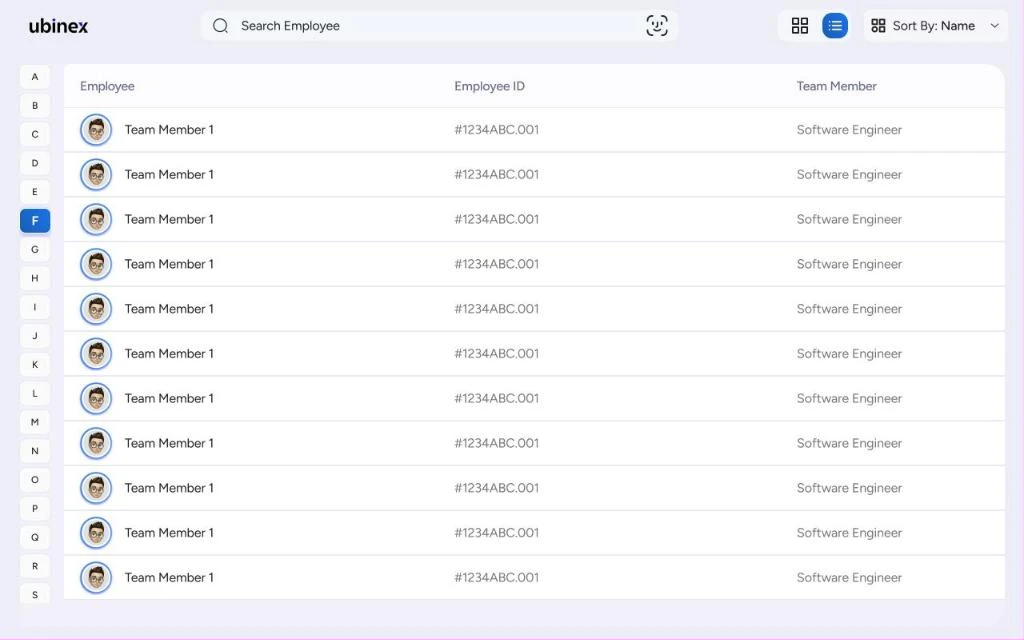 ubinex
Search Employee
Sort By: Name
A
B
C
D
E
F
G
H
I
J
K
L
M
N
O
P
Q
R
S
Employee Employee ID Team Member
Team Member 1 #1234ABC.001 Software Engineer
Team Member 1 #1234ABC.001 Software Engineer
Team Member 1 #1234ABC.001 Software Engineer
Team Member 1 #1234ABC.001 Software Engineer
Team Member 1 #1234ABC.001 Software Engineer
Team Member 1 #1234ABC.001 Software Engineer
Team Member 1 #1234ABC.001 Software Engineer
Team Member 1 #1234ABC.001 Software Engineer
Team Member 1 #1234ABC.001 Software Engineer
Team Member 1 #1234ABC.001 Software Engineer
Team Member 1 #1234ABC.001 Software Engineer